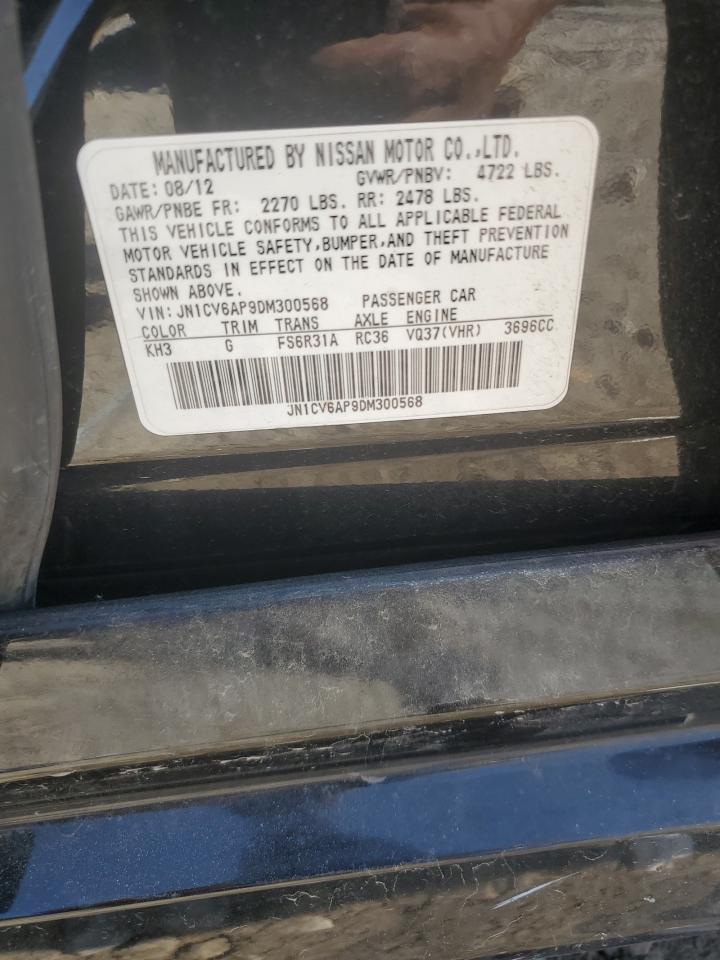 MANUFACTURED BY NISSAN MOTOR CO.,LTD.
DATE: 08/12 GVWR/PNBV: 4722 LBS.
GAWR/PNBE FR: 2270 LBS. RR: 2478 LBS.
THIS VEHICLE CONFORMS TO ALL APPLICABLE FEDERAL
MOTOR VEHICLE SAFETY,BUMPER,AND THEFT PREVENTION
STANDARDS IN EFFECT ON THE DATE OF MANUFACTURE
SHOWN ABOVE.
VIN:JN1CV6AP9DM300568 PASSENGER CAR
COLOR TRIM TRANS AXLE ENGINE
KH3 G FS6R31A RC36 VQ37(VHR) 3696CC
JN1CV6AP9DM300568